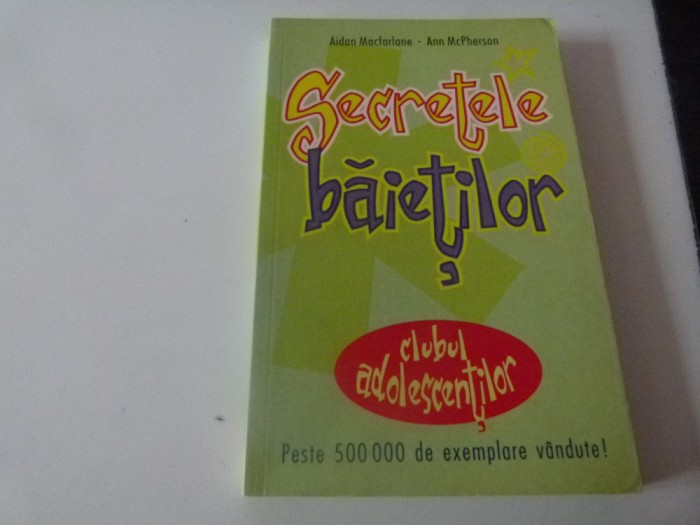 Aidan Macfarlane • Ann McPherson
Secretele
băieților
clubul
adolescenților
Peste 500 000 de exemplare vândute!